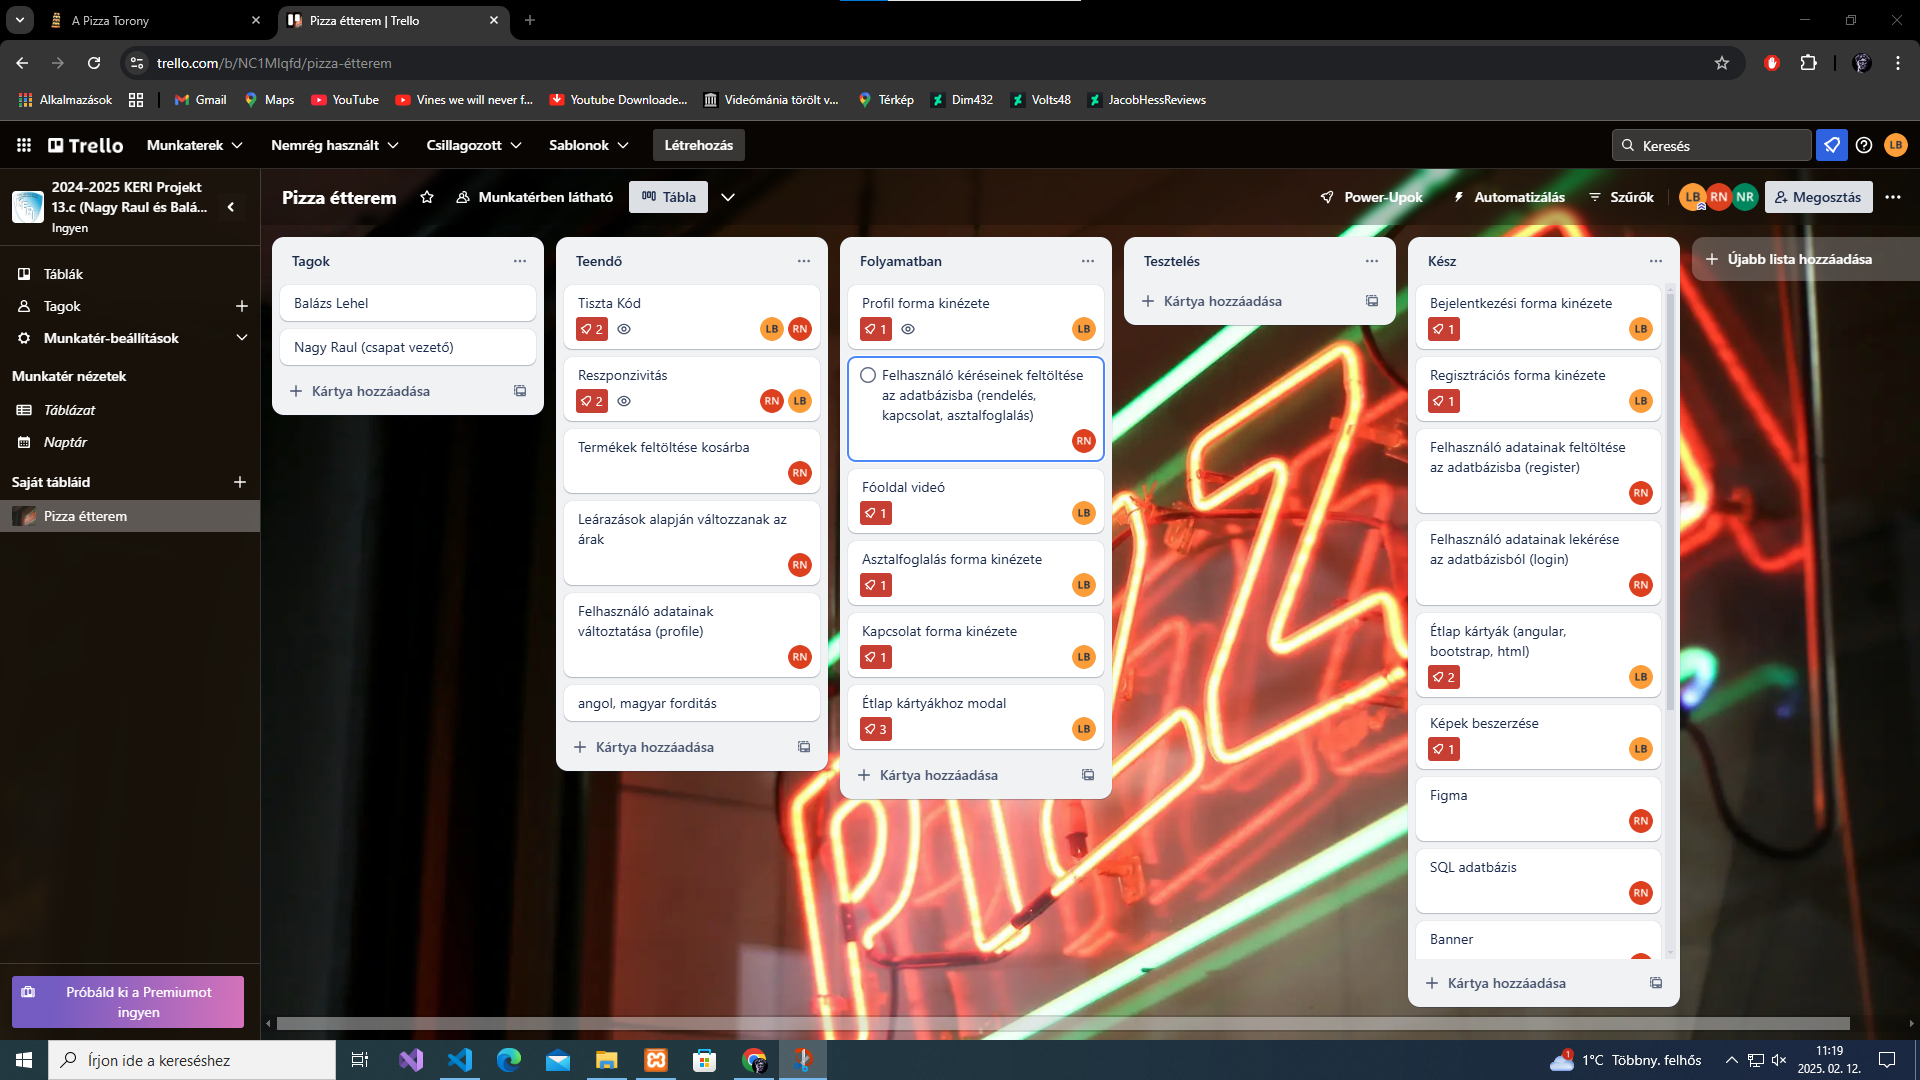 A Pizza Torony
Pizza étterem | Trello
trello.com/b/NC1Mlqfd/pizza-étterem
Alkalmazások
Gmail
Maps
YouTube
Vines we will never f...
Youtube Downloade...
Videómánia törölt v...
Térkép
Dim432
Volts48
JacobHessReviews
Trello
Munkaterek
Nemrég használt
Csillagozott
Sablonok
Létrehozás
Keresés
LB
2024-2025 KERI Projekt
13.c (Nagy Raul és Balá...
Ingyen
Táblák
Tagok
Munkatér-beállítások
Munkatér nézetek
Táblázat
Naptár
Saját tábláid
Pizza étterem
Próbáld ki a Premiumot
ingyen
Pizza étterem
Munkatérben látható
Tábla
Power-Upok
Automatizálás
Szűrők
LB RN NR
Megosztás
Tagok
Balázs Lehel
Nagy Raul (csapat vezető)
Kártya hozzáadása
Teendő
Tiszta Kód
2
LB RN
Reszponzivitás
2
RN LB
Termékek feltöltése kosárba
RN
Leárazások alapján változzanak az
árak
RN
Felhasználó adatainak
változtatása (profile)
RN
angol, magyar forditás
Kártya hozzáadása
Folyamatban
Profil forma kinézete
1
LB
Felhasználó kéréseinek feltöltése
az adatbázisba (rendelés,
kapcsolat, asztalfoglalás)
RN
Fóoldal videó
1
LB
Asztalfoglalás forma kinézete
1
LB
Kapcsolat forma kinézete
1
LB
Étlap kártyákhoz modal
3
LB
Kártya hozzáadása
Tesztelés
Kártya hozzáadása
Kész
Bejelentkezési forma kinézete
1
LB
Regisztrációs forma kinézete
1
LB
Felhasználó adatainak feltöltése
az adatbázisba (register)
RN
Felhasználó adatainak lekérése
az adatbázisból (login)
RN
Étlap kártyák (angular,
bootstrap, html)
2
LB
Képek beszerzése
1
LB
Figma
RN
SQL adatbázis
RN
Banner
Kártya hozzáadása
Újabb lista hozzáadása
Írjon ide a kereséshez
1
1°C Többny. felhős
11:19
2025. 02. 12.